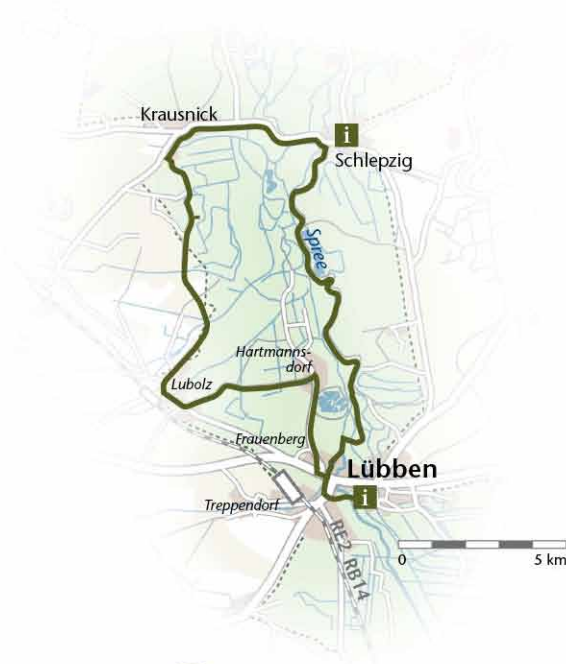 Krausnick
i
Schlepzig
Spree
Hartmanns-
dorf
Lubolz
Frauenberg
Lübben
i
Treppendorf
RE2 RB14
0
5 km